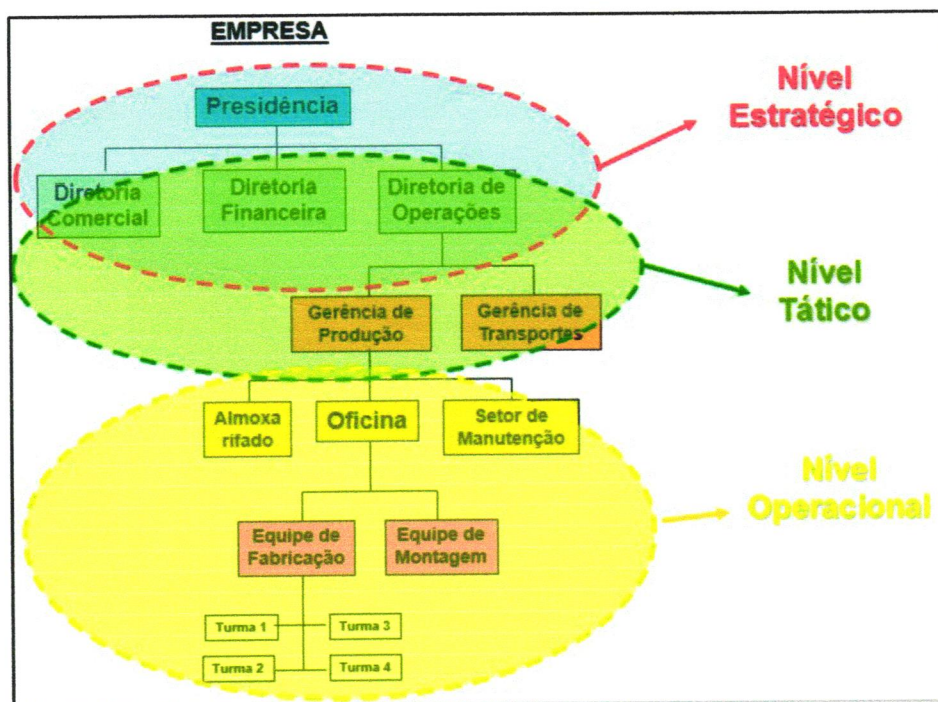 EMPRESA
Presidência
Nível
Estratégico
Diretoria
Comercial
Diretoria
Financeira
Diretoria de
Operações
Nível
Tático
Gerência de
Produção
Gerência de
Transportes
Almoxa
rifado
Oficina
Setor de
Manutenção
Nível
Operacional
Equipe de
Fabricação
Equipe de
Montagem
Turma 1
Turma 3
Turma 2
Turma 4